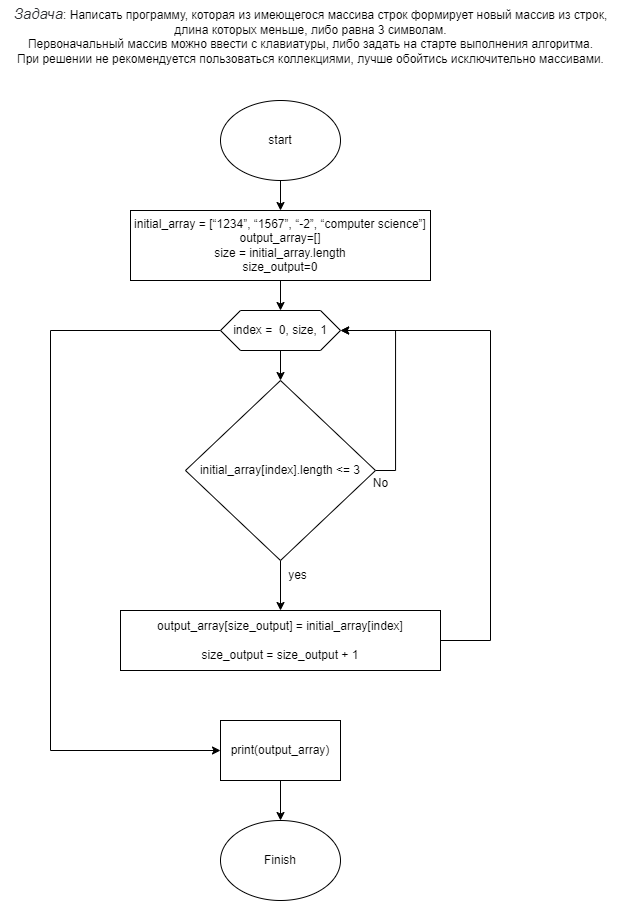 Задача: Написать программу, которая из имеющегося массива строк формирует новый массив из строк,
длина которых меньше, либо равна 3 символам.
Первоначальный массив можно ввести с клавиатуры, либо задать на старте выполнения алгоритма.
При решении не рекомендуется пользоваться коллекциями, лучше обойтись исключительно массивами.
start
initial_array = [“1234”, “1567”, “-2”, “computer science”]
output_array=[]
size = initial_array.length
size_output=0
index =  0, size, 1
initial_array[index].length <= 3
No
yes
output_array[size_output] = initial_array[index]
size_output = size_output + 1
print(output_array)
Finish